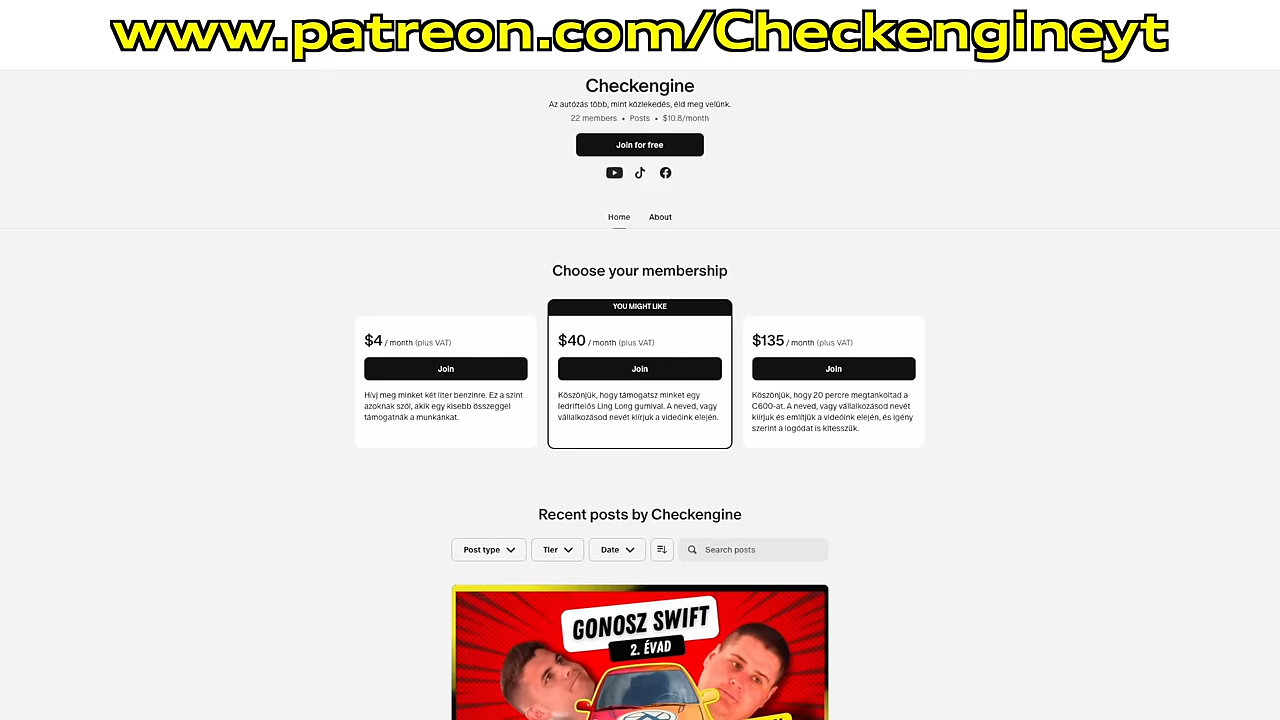 www.patreon.com/Checkengineyt
Checkengine
Az autózás több, mint közlekedés, éld meg velünk.
22 members • Posts • $10.8/month
Join for free
Home About
Choose your membership
YOU MIGHT LIKE
$4 / month (plus VAT)
Join
Hívj meg minket két liter benzinre. Ez a szint
azoknak szól, akik egy kisebb összeggel
támogatnák a munkánkat.
$40 / month (plus VAT)
Join
Köszönjük, hogy támogatsz minket egy
ledriftelős Ling Long gumival. A neved, vagy
vállalkozásod nevét kiírjuk a videóink elején.
$135 / month (plus VAT)
Join
Köszönjük, hogy 20 percre megtankoltad a
C600-at. A neved, vagy vállalkozásod nevét
kiírjuk és említjük a videóink elején, és igény
szerint a logódat is kitesszük.
Recent posts by Checkengine
Post type Tier Date Search posts
GONOSZ SWIFT
2. ÉVAD